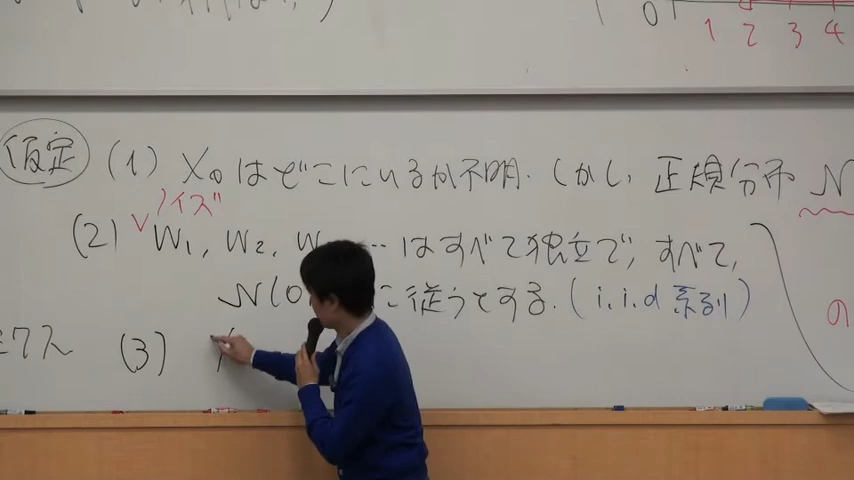 0 1 2 3 4
仮定 (1) X₀ はどこにいるか不明. しかし, 正規分布 N
ノイズ
(2) W₁, W₂, W … はすべて独立で, すべて,
N(0 に従うとする. (i.i.d 系列)
の
(3)